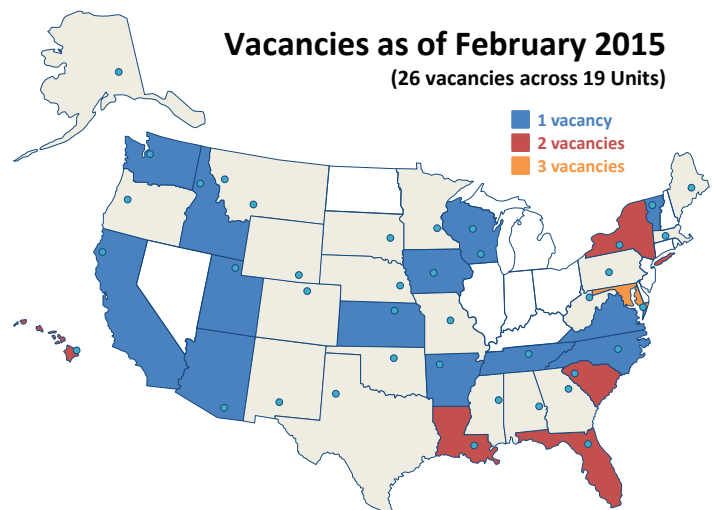 Vacancies as of February 2015
(26 vacancies across 19 Units)
1 vacancy
2 vacancies
3 vacancies